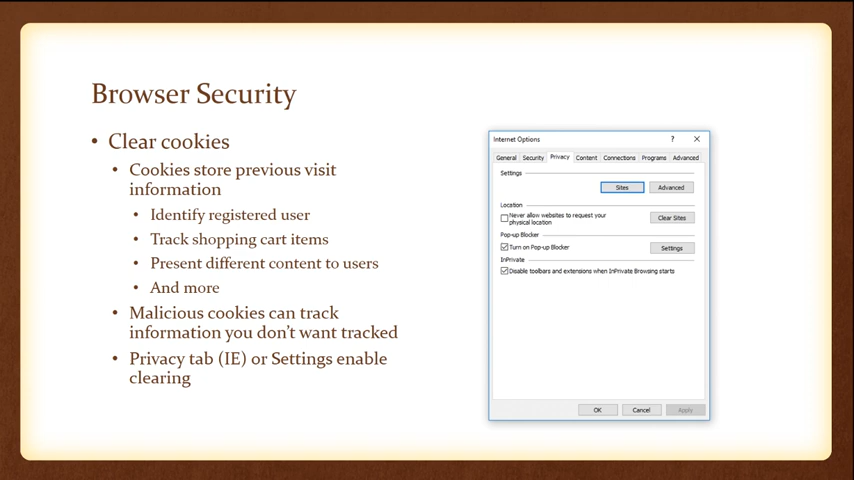 Browser Security
• Clear cookies
• Cookies store previous visit
information
• Identify registered user
• Track shopping cart items
• Present different content to users
• And more
• Malicious cookies can track
information you don't want tracked
• Privacy tab (IE) or Settings enable
clearing
Internet Options ? X
General Security Privacy Content Connections Programs Advanced
Settings
Sites Advanced
Location
Never allow websites to request your
physical location
Clear Sites
Pop-up Blocker
Turn on Pop-up Blocker
Settings
InPrivate
Disable toolbars and extensions when InPrivate Browsing starts
OK Cancel Apply